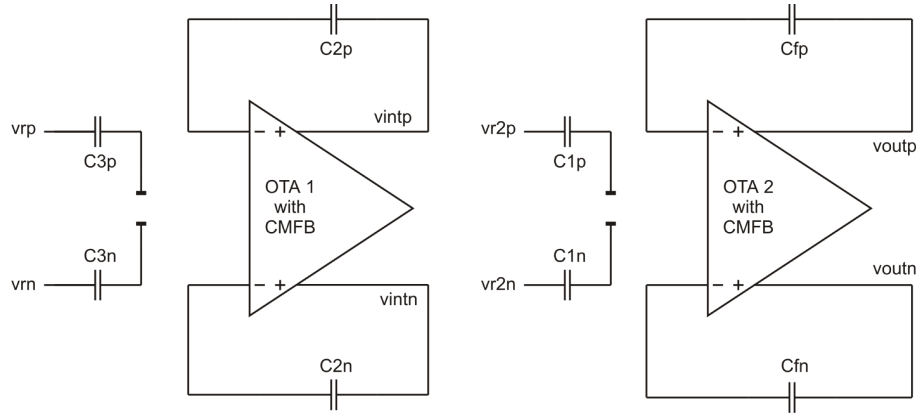 C2p
Cfp
vrp
C3p
− +
vintp
vr2p
C1p
− +
voutp
OTA 1
with
CMFB
OTA 2
with
CMFB
vrn
C3n
− +
vintn
vr2n
C1n
− +
voutn
C2n
Cfn